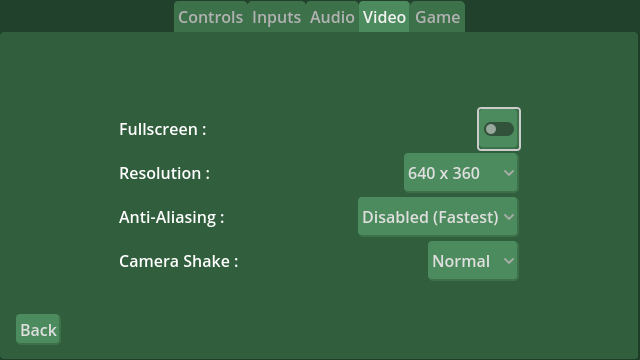 Controls Inputs Audio Video Game
Fullscreen :
Resolution : 640 x 360
Anti-Aliasing : Disabled (Fastest)
Camera Shake : Normal
Back